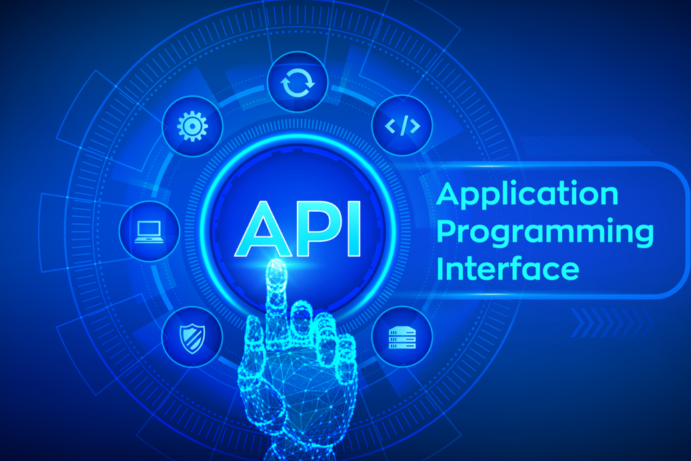 API
Application
Programming
Interface